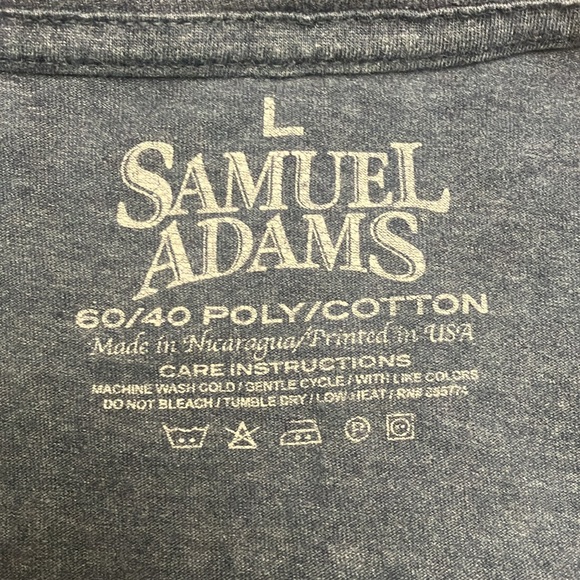 L
SAMUEL
ADAMS
60/40 POLY/COTTON
Made in Nicaragua/Printed in USA
CARE INSTRUCTIONS
MACHINE WASH COLD / GENTLE CYCLE / WITH LIKE COLORS
DO NOT BLEACH / TUMBLE DRY / LOW HEAT / RN#
P